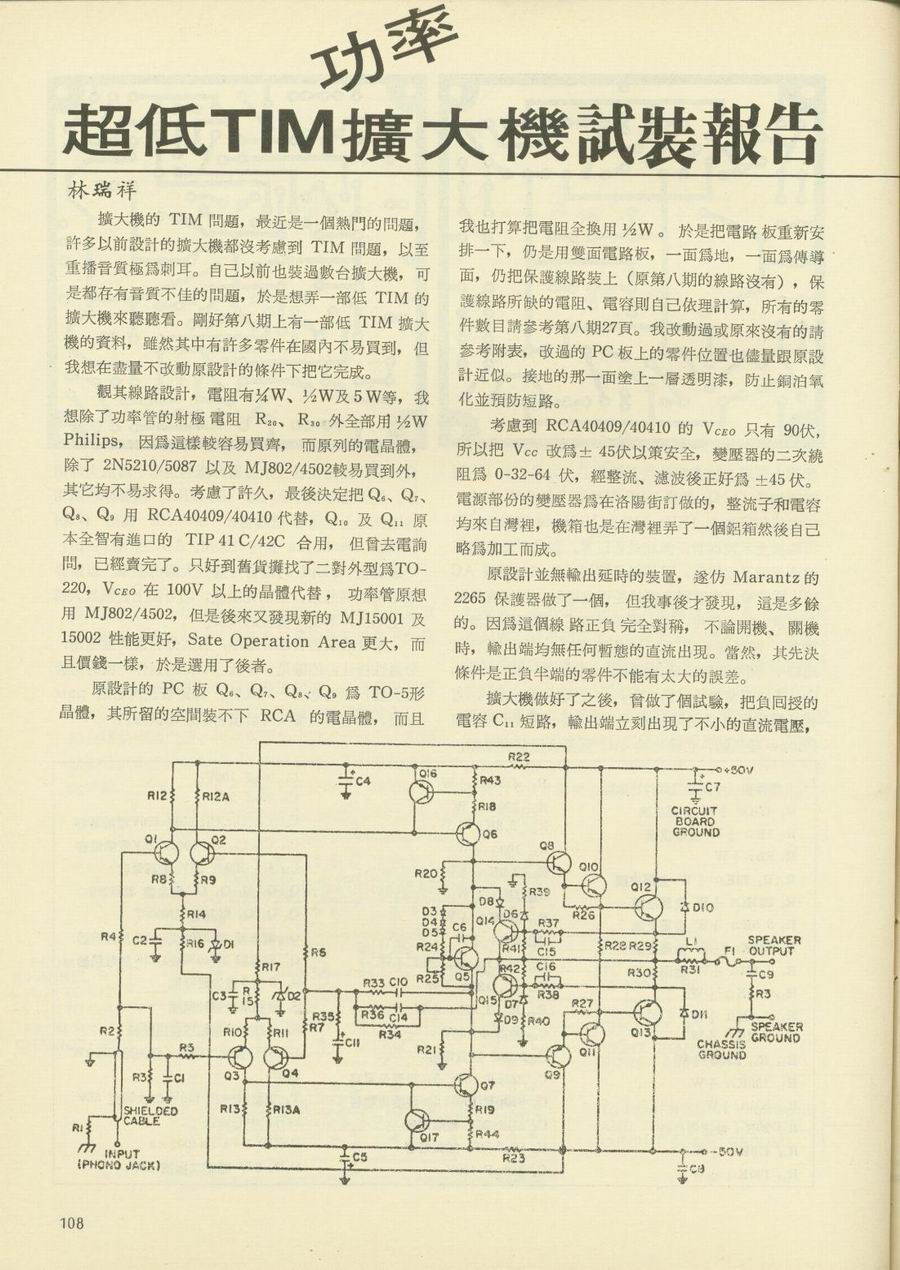 功率
超低TIM擴大機試裝報告
林瑞祥
擴大機的 TIM 問題，最近是一個熱門的問題，
許多以前設計的擴大機都沒考慮到 TIM 問題，以至
重播音質極爲刺耳。自己以前也裝過數台擴大機，可
是都存有音質不佳的問題，於是想弄一部低 TIM 的
擴大機來聽聽看。剛好第八期上有一部低 TIM 擴大
機的資料，雖然其中有許多零件在國內不易買到，但
我想在盡量不改動原設計的條件下把它完成。
觀其線路設計，電阻有¼W、½W及5W等，我
想除了功率管的射極電阻 R₂₉、R₃₀外全部用½W
Philips，因爲這樣較容易買齊，而原列的電晶體，
除了 2N5210/5087 以及 MJ802/4502較易買到外，
其它均不易求得。考慮了許久，最後決定把Q₆、Q₇、
Q₈、Q₉ 用 RCA40409/40410 代替，Q₁₀ 及 Q₁₁ 原
本全智有進口的 TIP 41 C/42C 合用，但曾去電詢
問，已經賣完了。只好到舊貨攤找了二對外型爲TO-
220，VCEO 在 100V 以上的晶體代替，功率管原想
用 MJ802/4502，但是後來又發現新的 MJ15001 及
15002 性能更好，Sate Operation Area 更大，而
且價錢一樣，於是選用了後者。
原設計的 PC 板 Q₆、Q₇、Q₈、Q₉ 爲 TO-5形
晶體，其所留的空間裝不下 RCA 的電晶體，而且
我也打算把電阻全換用½W。於是把電路板重新安
排一下，仍是用雙面電路板，一面爲地，一面爲傳導
面，仍把保護線路裝上（原第八期的線路沒有），保
護線路所缺的電阻、電容則自己依理計算，所有的零
件數目請參考第八期27頁。我改動過或原來沒有的請
參考附表，改過的 PC 板上的零件位置也儘量跟原設
計近似。接地的那一面塗上一層透明漆，防止銅泊氧
化並預防短路。
考慮到 RCA40409/40410 的 VCEO 只有 90伏，
所以把 Vcc 改爲± 45伏以策安全，變壓器的二次繞
阻爲 0-32-64 伏，經整流、濾波後正好爲 ±45 伏。
電源部份的變壓器爲在洛陽街訂做的，整流子和電容
均來自灣裡，機箱也是在灣裡弄了一個鋁箱然後自己
略爲加工而成。
原設計並無輸出延時的裝置，遂仿 Marantz 的
2265 保護器做了一個，但我事後才發現，這是多餘
的。因爲這個線路正負完全對稱，不論開機、關機
時，輸出端均無任何暫態的直流出現。當然，其先決
條件是正負半端的零件不能有太大的誤差。
擴大機做好了之後，曾做了個試驗，把負囘授的
電容 C₁₁ 短路，輸出端立刻出現了不小的直流電壓，
R22
+50V
C4
Q16
R43
C7
R12
R12A
R18
CIRCUIT
BOARD
GROUND
Q1
Q2
Q6
Q8
Q10
R8
R9
R20
R39
Q12
D8
R14
D3
D4
D5
Q14
D6
R26
D10
R37
C6
R4
C2
R16
D1
R24
R41
C15
R28
R29
L1
F1
SPEAKER
OUTPUT
R6
R17
R25
Q5
R42
C16
R30
R31
C9
C3
R15
D2
R33
C10
Q15
D7
R38
R3
R36
C14
R27
D11
R2
R10
R11
R35
R7
R34
D9
R40
Q13
CHASSIS
GROUND
SPEAKER
GROUND
C11
R21
Q11
R5
Q3
Q4
Q9
R3
C1
Q7
R13
R13A
R19
R1
SHIELDED
CABLE
Q17
R44
INPUT
(PHONO JACK)
C5
R23
-50V
C8
108